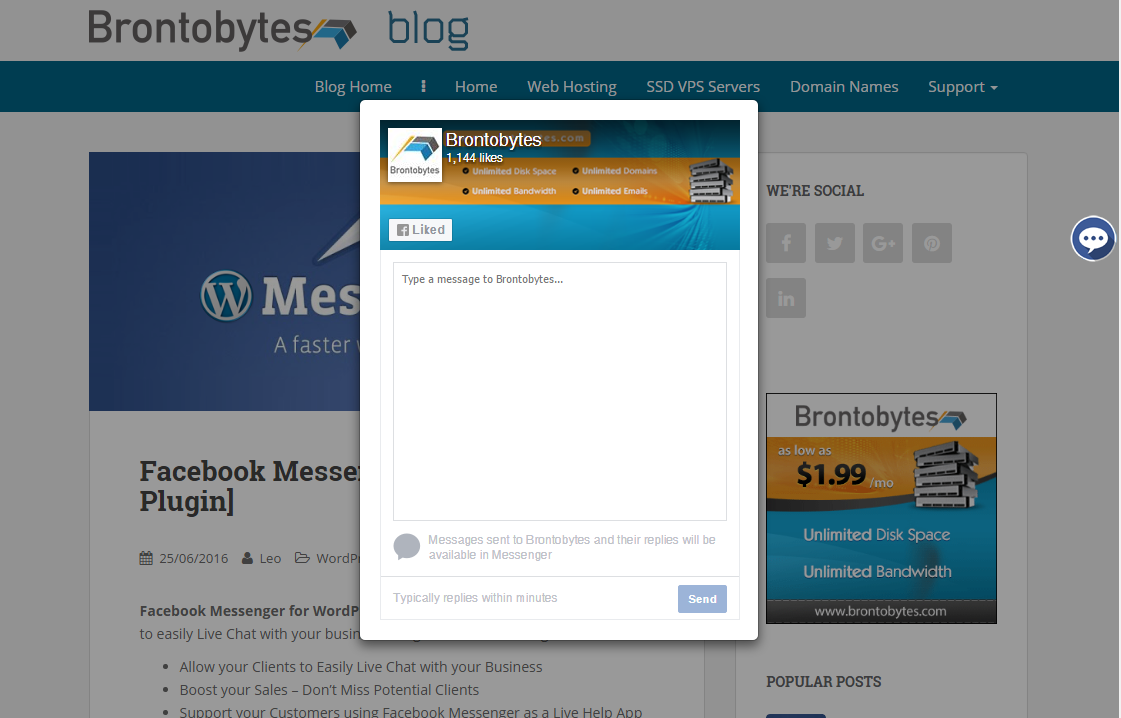 Brontobytes blog
Blog Home Home Web Hosting SSD VPS Servers Domain Names Support
Brontobytes
1,144 likes
Brontobytes
Unlimited Disk Space Unlimited Domains
Unlimited Bandwidth Unlimited Emails
Liked
Type a message to Brontobytes...
Messages sent to Brontobytes and their replies will be
available in Messenger
Typically replies within minutes
Send
Mes
A faster
Facebook Messe
Plugin]
25/06/2016 Leo WordPr
Facebook Messenger for WordP
to easily Live Chat with your busin
Allow your Clients to Easily Live Chat with your Business
Boost your Sales – Don't Miss Potential Clients
Support your Customers using Facebook Messenger as a Live Help App
WE'RE SOCIAL
Brontobytes
as low as
$1.99 /mo
Unlimited Disk Space
Unlimited Bandwidth
www.brontobytes.com
POPULAR POSTS